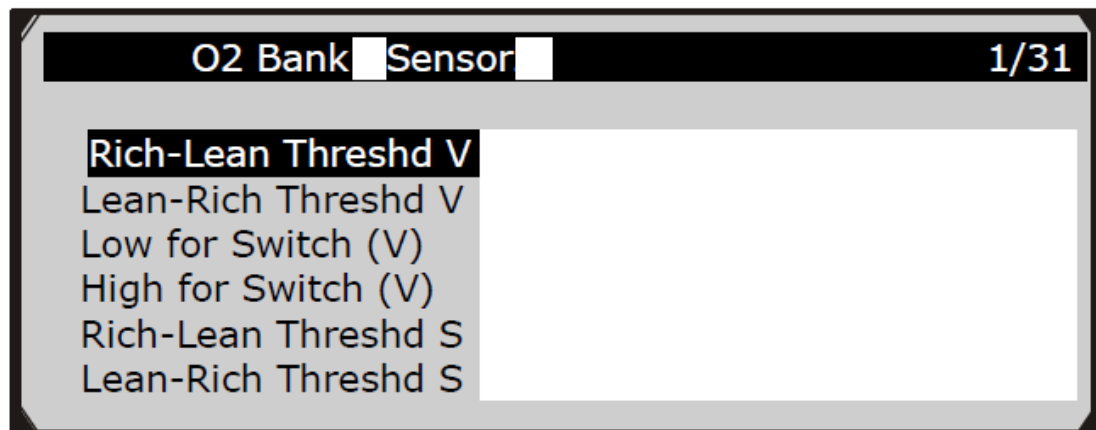 O2 Bank Sensor 1/31
Rich-Lean Threshd V
Lean-Rich Threshd V
Low for Switch (V)
High for Switch (V)
Rich-Lean Threshd S
Lean-Rich Threshd S